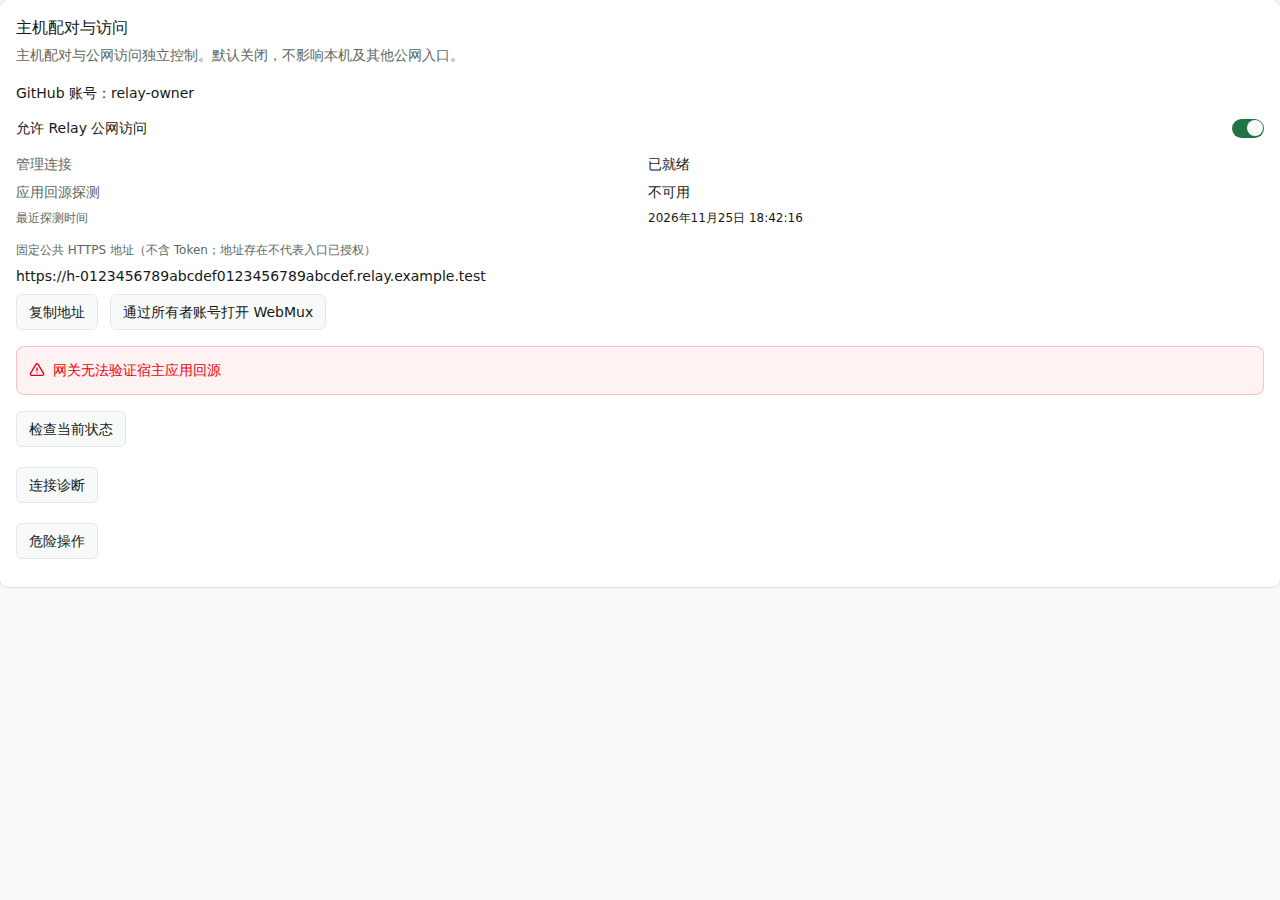 主机配对与访问
主机配对与公网访问独立控制。默认关闭，不影响本机及其他公网入口。
GitHub 账号：relay-owner
允许 Relay 公网访问
管理连接 已就绪
应用回源探测 不可用
最近探测时间 2026年11月25日 18:42:16
固定公共 HTTPS 地址（不含 Token；地址存在不代表入口已授权）
https://h-0123456789abcdef0123456789abcdef.relay.example.test
复制地址 通过所有者账号打开 WebMux
网关无法验证宿主应用回源
检查当前状态
连接诊断
危险操作